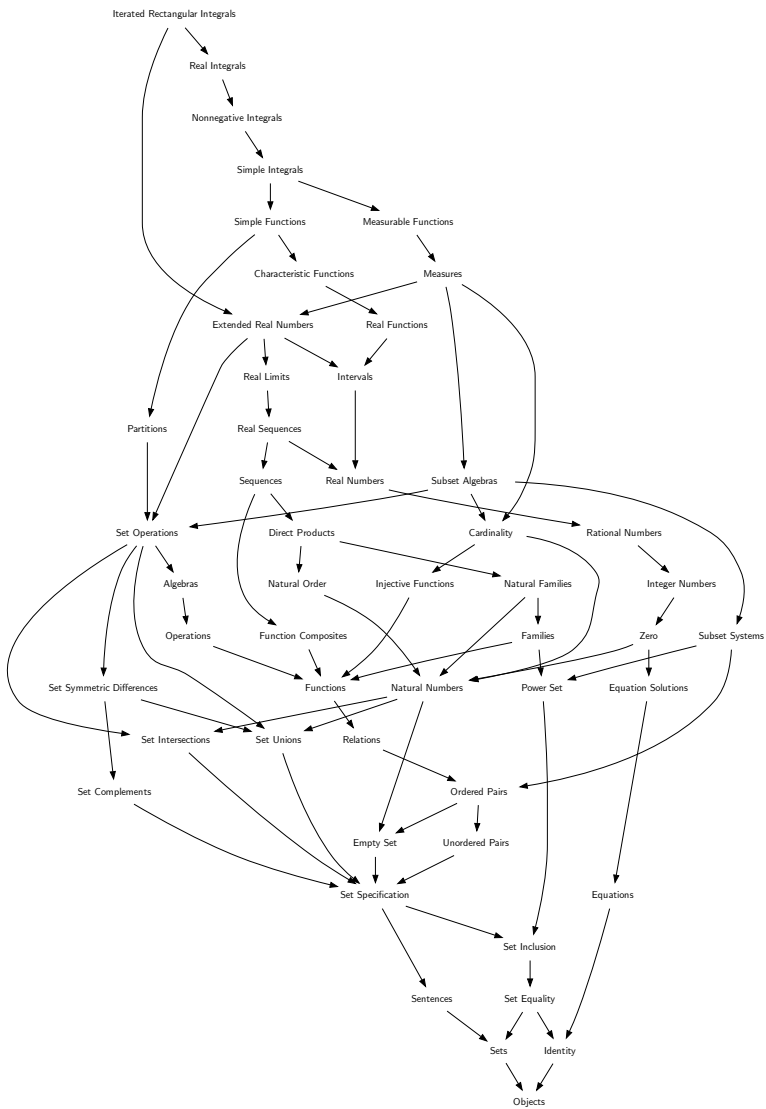 Iterated Rectangular Integrals
Real Integrals
Nonnegative Integrals
Simple Integrals
Simple Functions
Measurable Functions
Characteristic Functions
Measures
Extended Real Numbers
Real Functions
Real Limits
Intervals
Partitions
Real Sequences
Sequences
Real Numbers
Subset Algebras
Set Operations
Direct Products
Cardinality
Rational Numbers
Algebras
Natural Order
Injective Functions
Natural Families
Integer Numbers
Operations
Function Composites
Families
Zero
Subset Systems
Set Symmetric Differences
Functions
Natural Numbers
Power Set
Equation Solutions
Set Intersections
Set Unions
Relations
Set Complements
Ordered Pairs
Empty Set
Unordered Pairs
Set Specification
Equations
Set Inclusion
Sentences
Set Equality
Sets
Identity
Objects